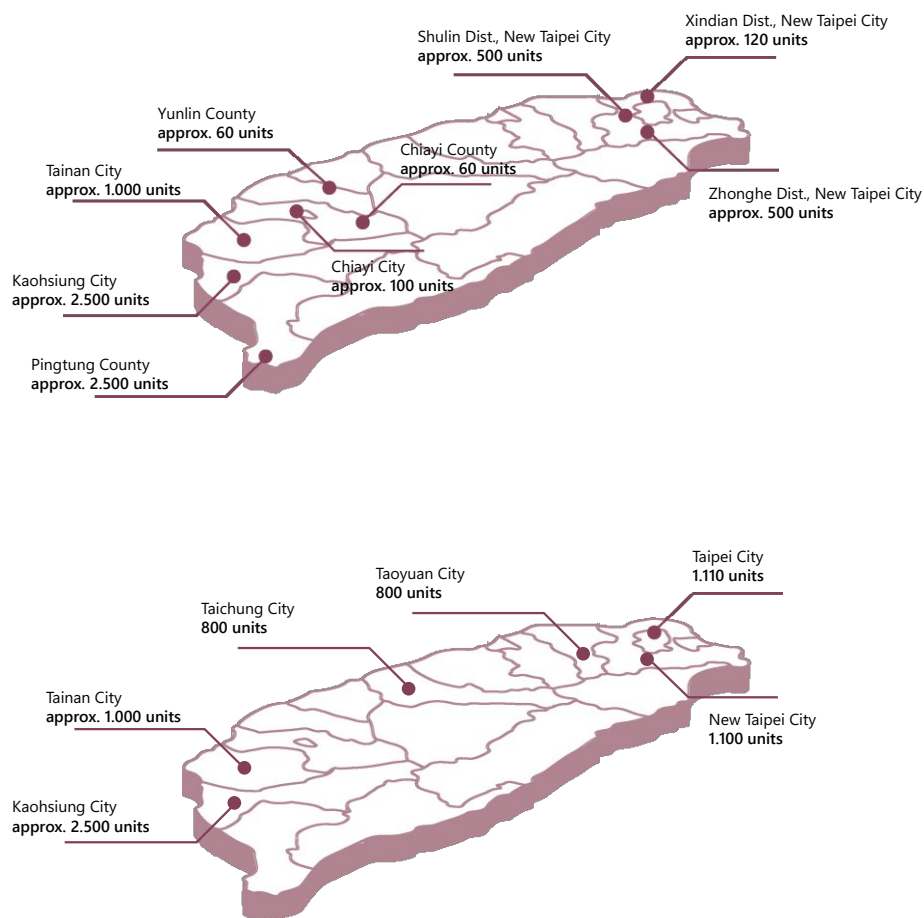 Xindian Dist., New Taipei City
approx. 120 units
Shulin Dist., New Taipei City
approx. 500 units
Yunlin County
approx. 60 units
Chiayi County
approx. 60 units
Tainan City
approx. 1.000 units
Zhonghe Dist., New Taipei City
approx. 500 units
Chiayi City
approx. 100 units
Kaohsiung City
approx. 2.500 units
Pingtung County
approx. 2.500 units
Taipei City
1.110 units
Taoyuan City
800 units
Taichung City
800 units
Tainan City
approx. 1.000 units
New Taipei City
1.100 units
Kaohsiung City
approx. 2.500 units